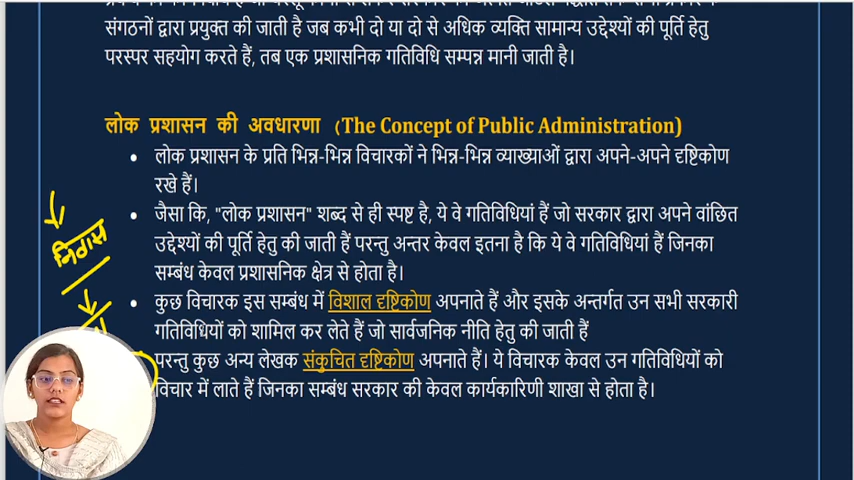 संगठनों द्वारा प्रयुक्त की जाती है जब कभी दो या दो से अधिक व्यक्ति सामान्य उद्देश्यों की पूर्ति हेतु
परस्पर सहयोग करते हैं, तब एक प्रशासनिक गतिविधि सम्पन्न मानी जाती है।
लोक प्रशासन की अवधारणा (The Concept of Public Administration)
• लोक प्रशासन के प्रति भिन्न-भिन्न विचारकों ने भिन्न-भिन्न व्याख्याओं द्वारा अपने-अपने दृष्टिकोण
रखे हैं।
• जैसा कि, "लोक प्रशासन" शब्द से ही स्पष्ट है, ये वे गतिविधियां हैं जो सरकार द्वारा अपने वांछित
उद्देश्यों की पूर्ति हेतु की जाती हैं परन्तु अन्तर केवल इतना है कि ये वे गतिविधियां हैं जिनका
सम्बंध केवल प्रशासनिक क्षेत्र से होता है।
• कुछ विचारक इस सम्बंध में विशाल दृष्टिकोण अपनाते हैं और इसके अन्तर्गत उन सभी सरकारी
गतिविधियों को शामिल कर लेते हैं जो सार्वजनिक नीति हेतु की जाती हैं
परन्तु कुछ अन्य लेखक संकुचित दृष्टिकोण अपनाते हैं। ये विचारक केवल उन गतिविधियों को
विचार में लाते हैं जिनका सम्बंध सरकार की केवल कार्यकारिणी शाखा से होता है।